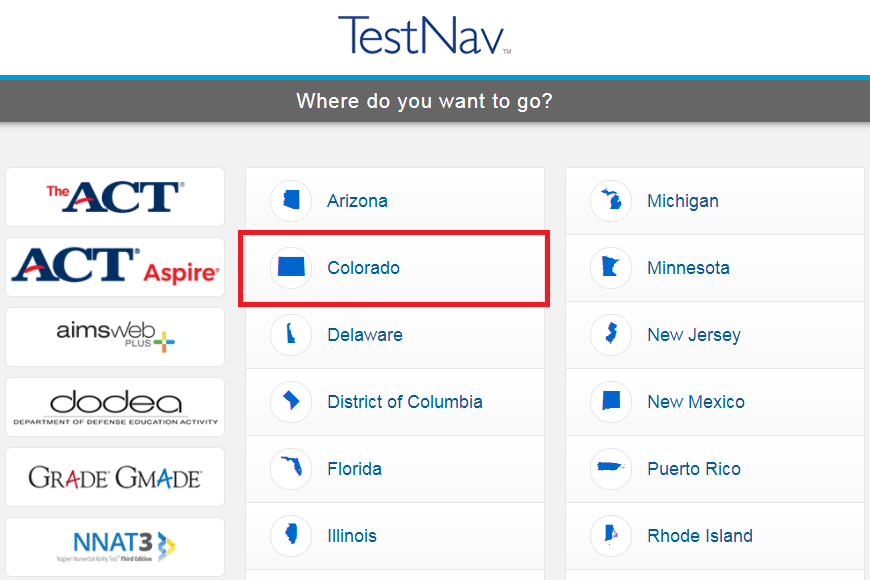 TestNav™
Where do you want to go?
The ACT®
ACT® Aspire®
aimsweb PLUS
dodea
DEPARTMENT OF DEFENSE EDUCATION ACTIVITY
GRADE™ GMADE™
NNAT3
Naglieri Nonverbal Ability Test® Third Edition
Arizona
Colorado
Delaware
District of Columbia
Florida
Illinois
Michigan
Minnesota
New Jersey
New Mexico
Puerto Rico
Rhode Island